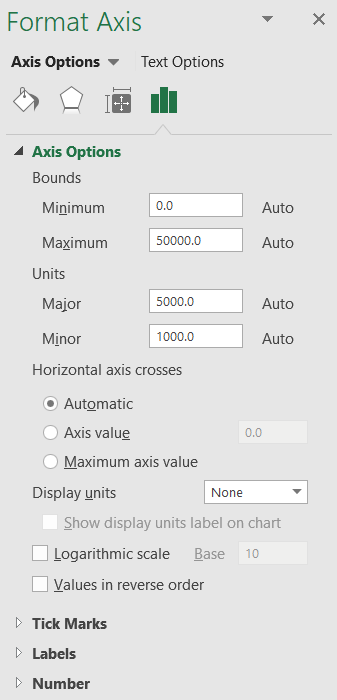 Format Axis
Axis Options Text Options
Axis Options
Bounds
Minimum 0.0 Auto
Maximum 50000.0 Auto
Units
Major 5000.0 Auto
Minor 1000.0 Auto
Horizontal axis crosses
Automatic
Axis value 0.0
Maximum axis value
Display units None
Show display units label on chart
Logarithmic scale Base 10
Values in reverse order
Tick Marks
Labels
Number